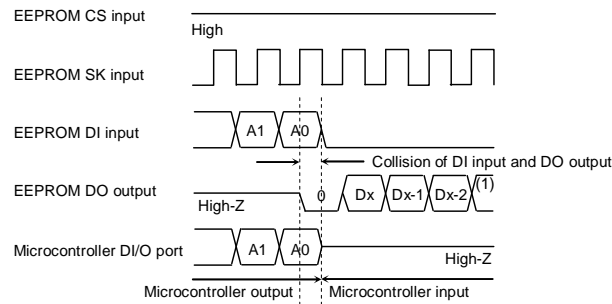 EEPROM CS input
High
EEPROM SK input
EEPROM DI input
A1 A0
Collision of DI input and DO output
EEPROM DO output
High-Z
0 Dx Dx-1 Dx-2 (1)
Microcontroller DI/O port
A1 A0
High-Z
Microcontroller output Microcontroller input